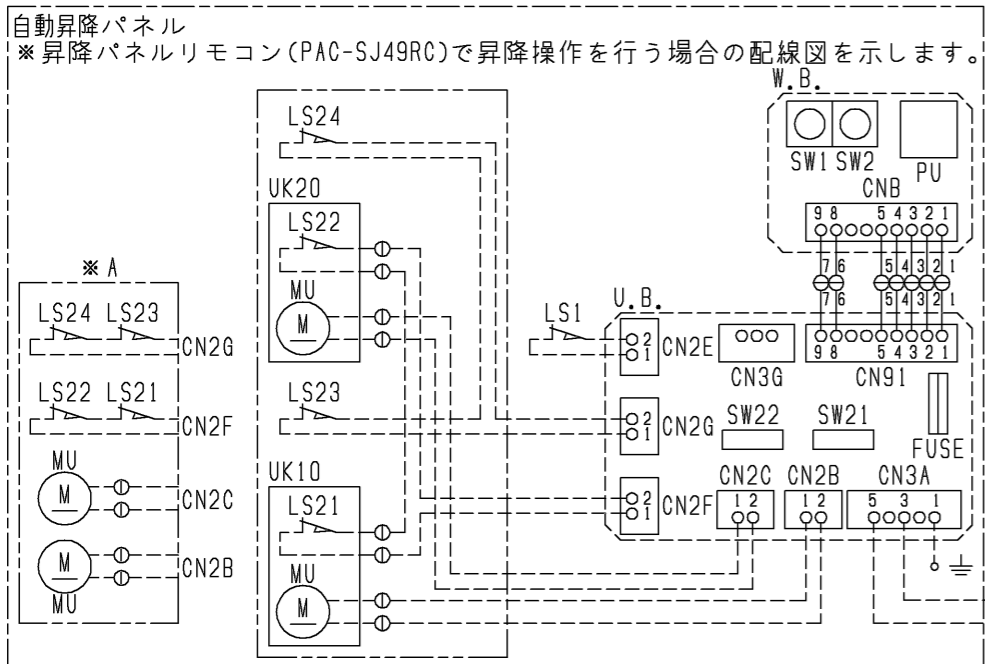 自動昇降パネル
※昇降パネルリモコン(PAC-SJ49RC)で昇降操作を行う場合の配線図を示します。
W.B.
SW1 SW2
PU
CNB
9 8 5 4 3 2 1
7 6 5 4 3 2 1
7 6 5 4 3 2 1
9 8 5 4 3 2 1
CN91
U.B.
LS1
2
1
CN2E
CN3G
FUSE
SW22
SW21
2
1
CN2G
CN2C
1 2
CN2B
1 2
CN3A
5 3 1
2
1
CN2F
LS24
UK20
LS22
MU
M
LS23
UK10
LS21
MU
M
※A
LS24 LS23
CN2G
LS22 LS21
CN2F
MU
M
CN2C
M
CN2B
MU